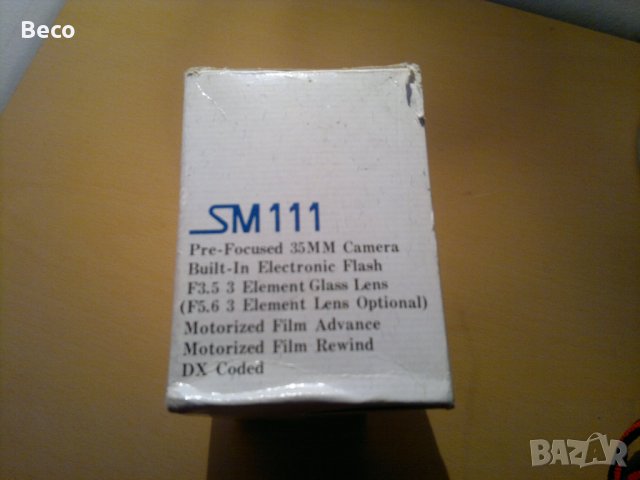 Beco
SM111
Pre-Focused 35MM Camera
Built-In Electronic Flash
F3.5 3 Element Glass Lens
(F5.6 3 Element Lens Optional)
Motorized Film Advance
Motorized Film Rewind
DX Coded
BAZAR